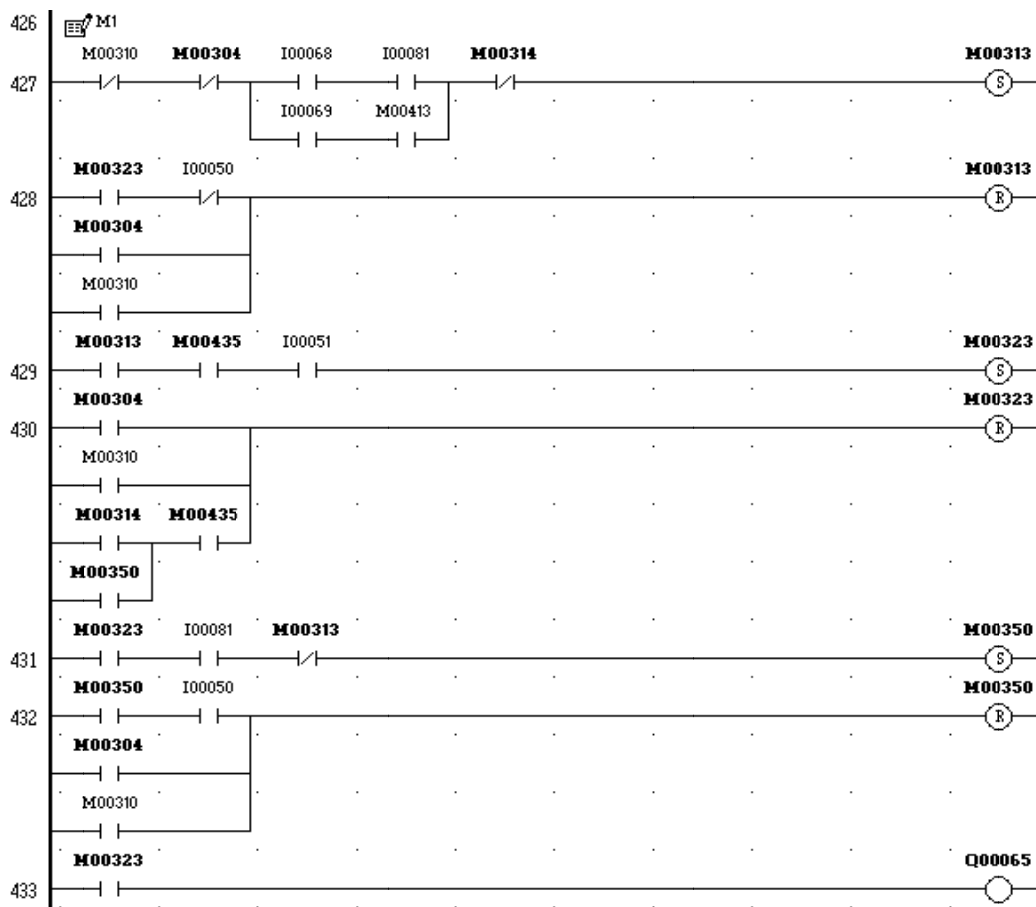 426 M1
M00310 M00304 I00068 I00081 M00314 M00313
427 S
I00069 M00413
M00323 I00050 M00313
428 R
M00304
M00310
M00313 M00435 I00051 M00323
429 S
M00304 M00323
430 R
M00310
M00314 M00435
M00350
M00323 I00081 M00313 M00350
431 S
M00350 I00050 M00350
432 R
M00304
M00310
M00323 Q00065
433